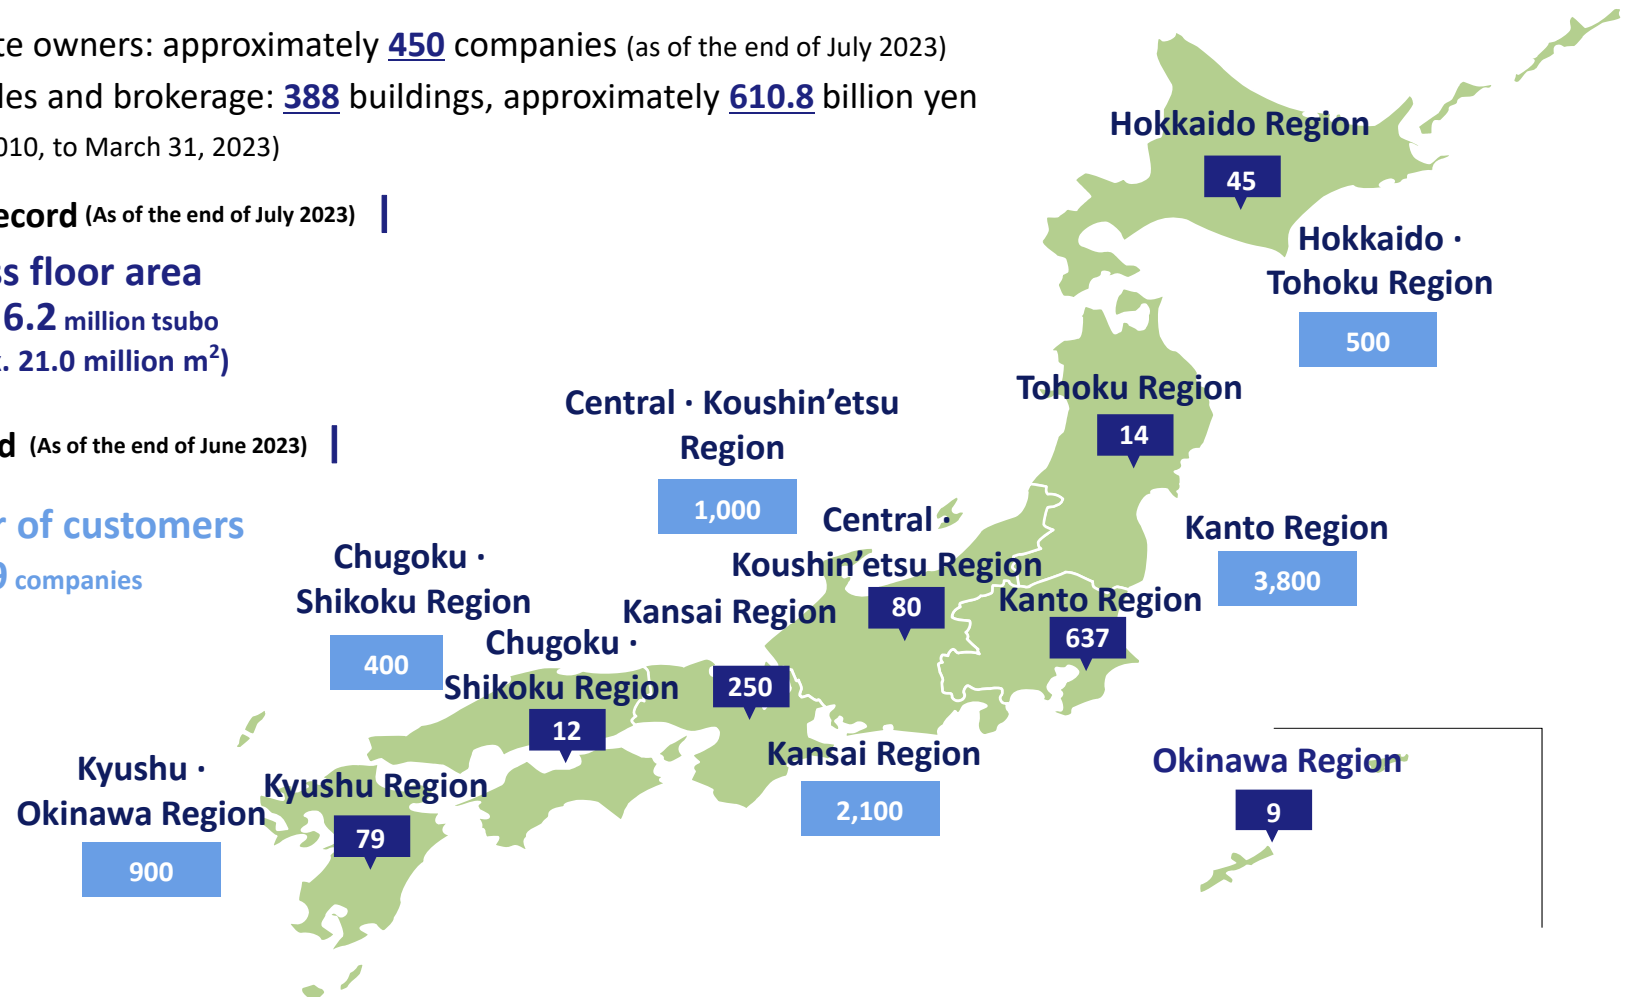 te owners: approximately 450 companies (as of the end of July 2023)
les and brokerage: 388 buildings, approximately 610.8 billion yen
010, to March 31, 2023)
ecord (As of the end of July 2023)
ss floor area
6.2 million tsubo
. 21.0 million m²)
d (As of the end of June 2023)
r of customers
9 companies
Hokkaido Region
45
Hokkaido ·
Tohoku Region
500
Tohoku Region
14
Central · Koushin’etsu
Region
1,000
Central ·
Koushin’etsu Region
80
Kanto Region
3,800
Kanto Region
637
Chugoku ·
Shikoku Region
400
Kansai Region
250
Chugoku ·
Shikoku Region
12
Kansai Region
2,100
Kyushu ·
Okinawa Region
900
Kyushu Region
79
Okinawa Region
9